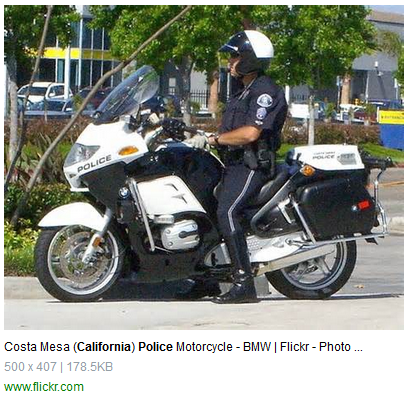 POLICE
POLICE
Costa Mesa (California) Police Motorcycle - BMW | Flickr - Photo ...
500 x 407 | 178.5KB
www.flickr.com